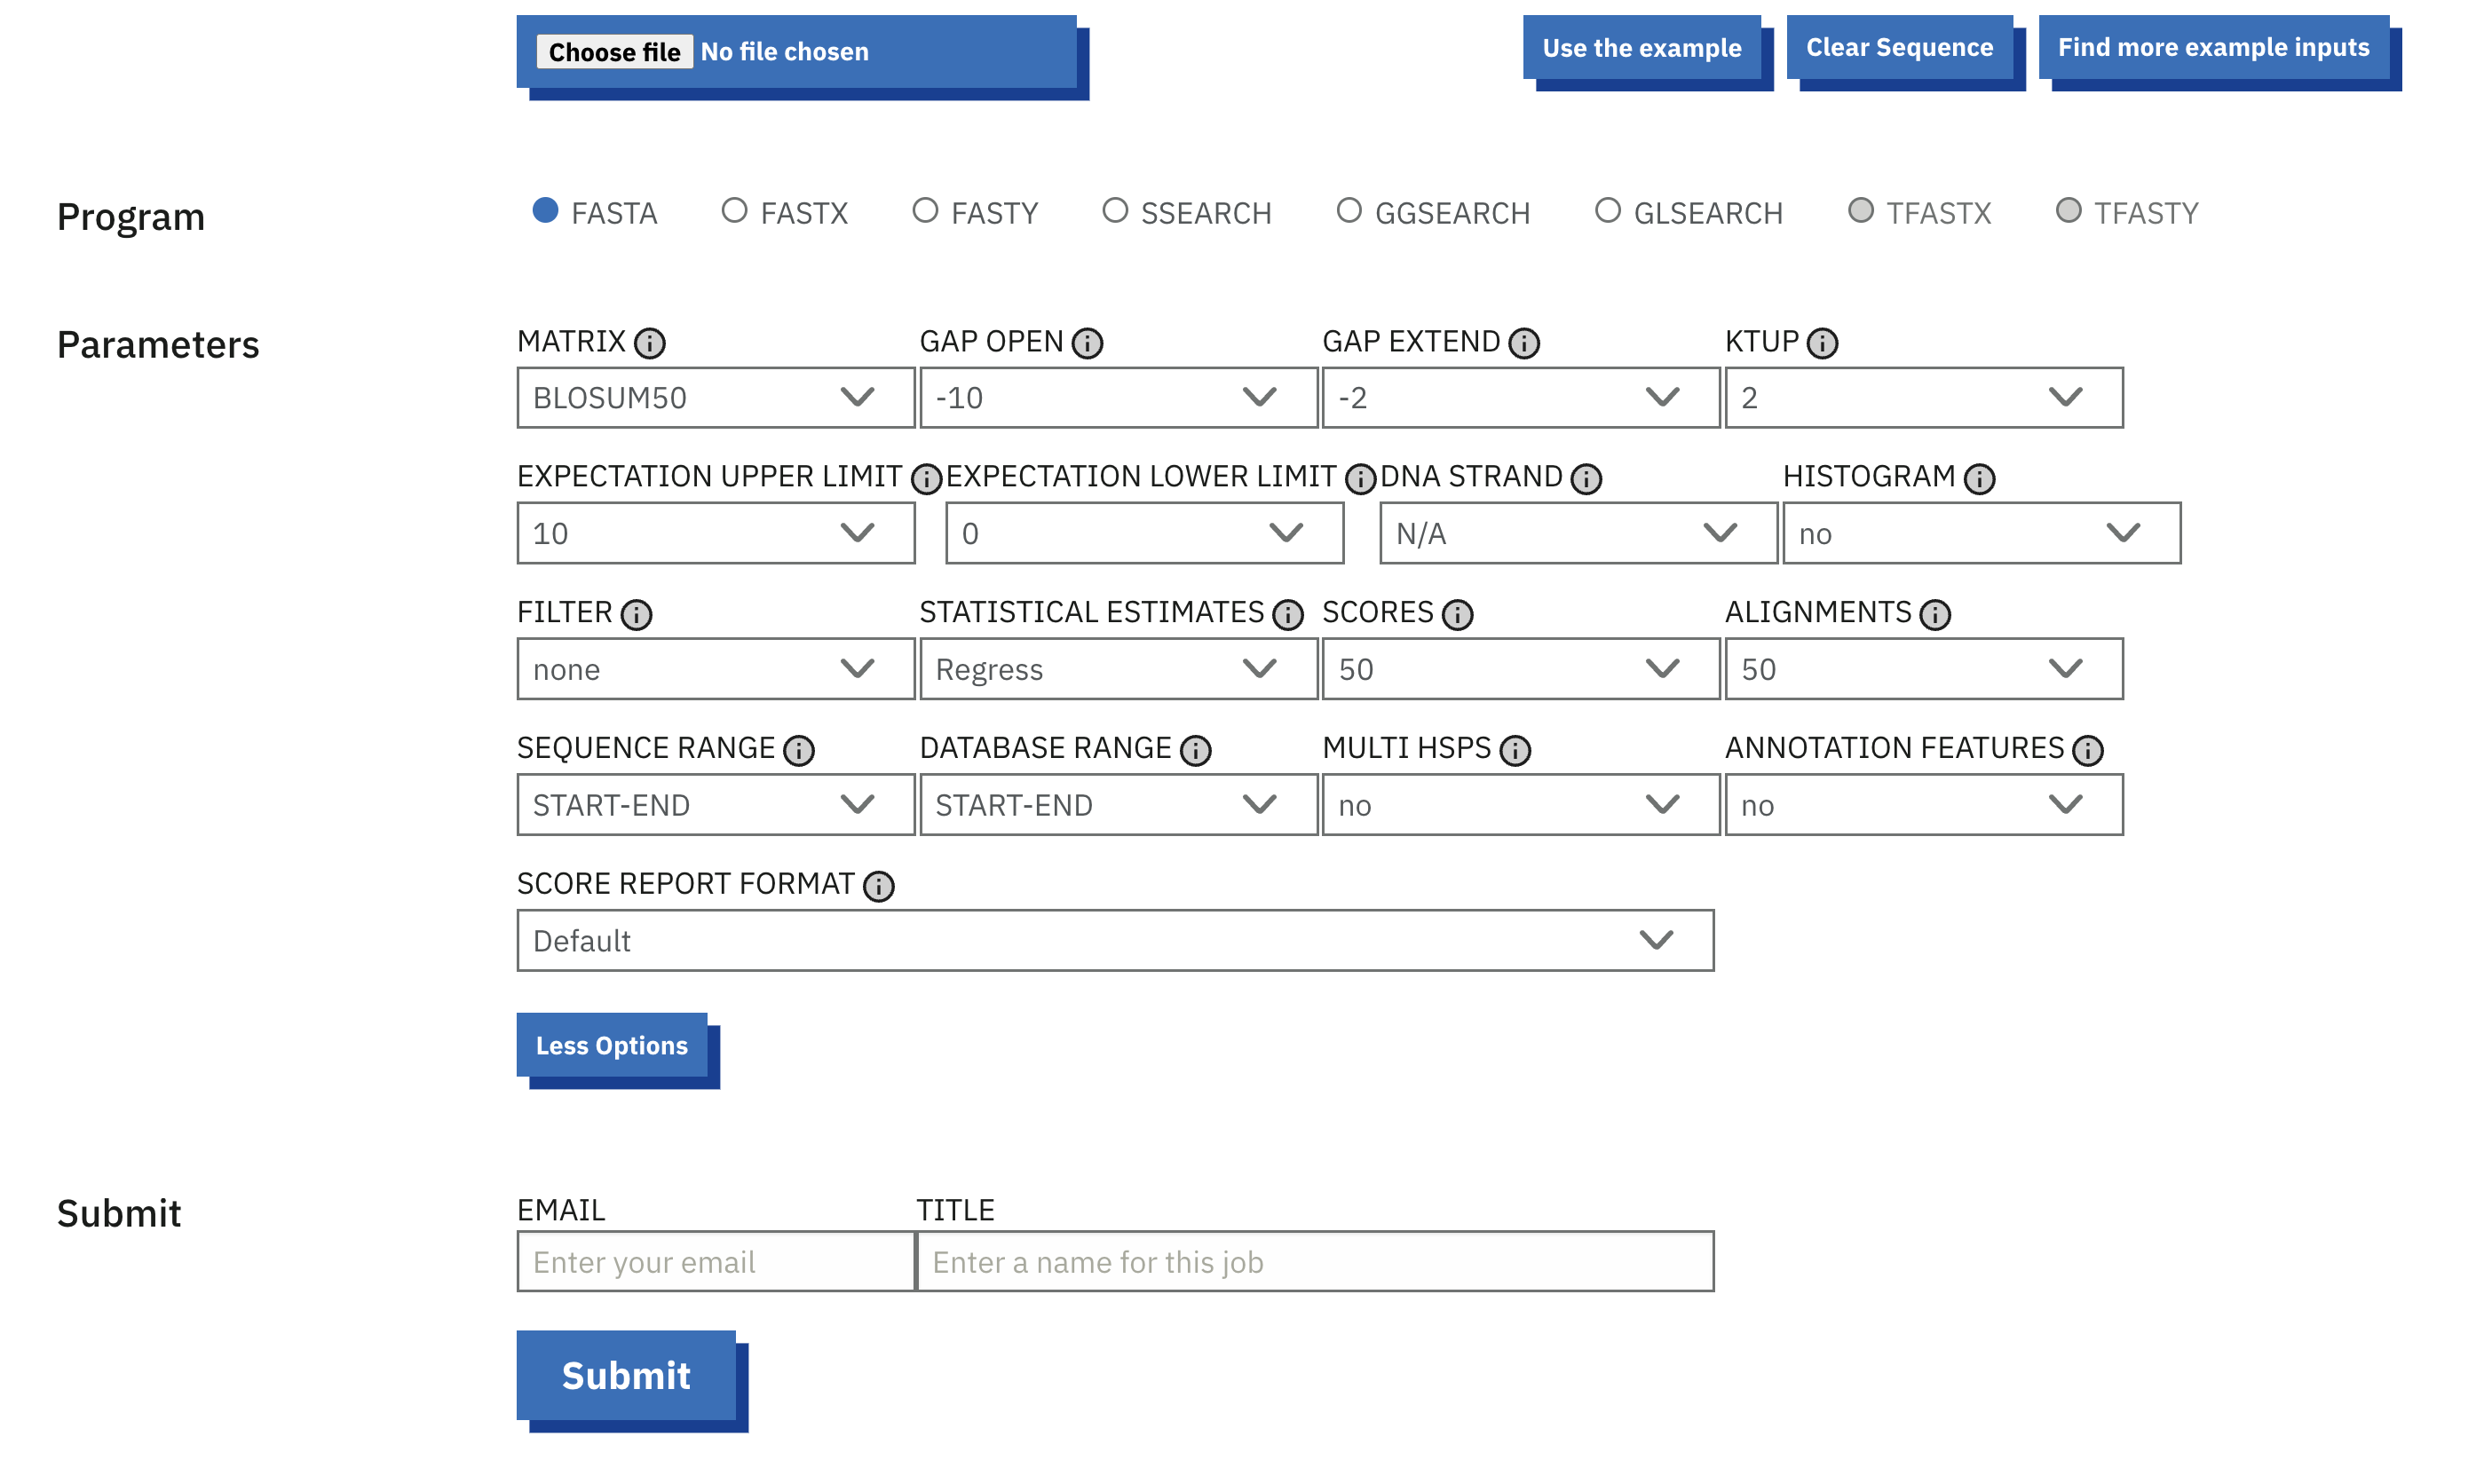 Choose file No file chosen Use the example Clear Sequence Find more example inputs
Program FASTA FASTX FASTY SSEARCH GGSEARCH GLSEARCH TFASTX TFASTY
Parameters MATRIX i GAP OPEN i GAP EXTEND i KTUP i
BLOSUM50 -10 -2 2
EXPECTATION UPPER LIMIT i EXPECTATION LOWER LIMIT i DNA STRAND i HISTOGRAM i
10 0 N/A no
FILTER i STATISTICAL ESTIMATES i SCORES i ALIGNMENTS i
none Regress 50 50
SEQUENCE RANGE i DATABASE RANGE i MULTI HSPS i ANNOTATION FEATURES i
START-END START-END no no
SCORE REPORT FORMAT i
Default
Less Options
Submit EMAIL TITLE
Enter your email Enter a name for this job
Submit